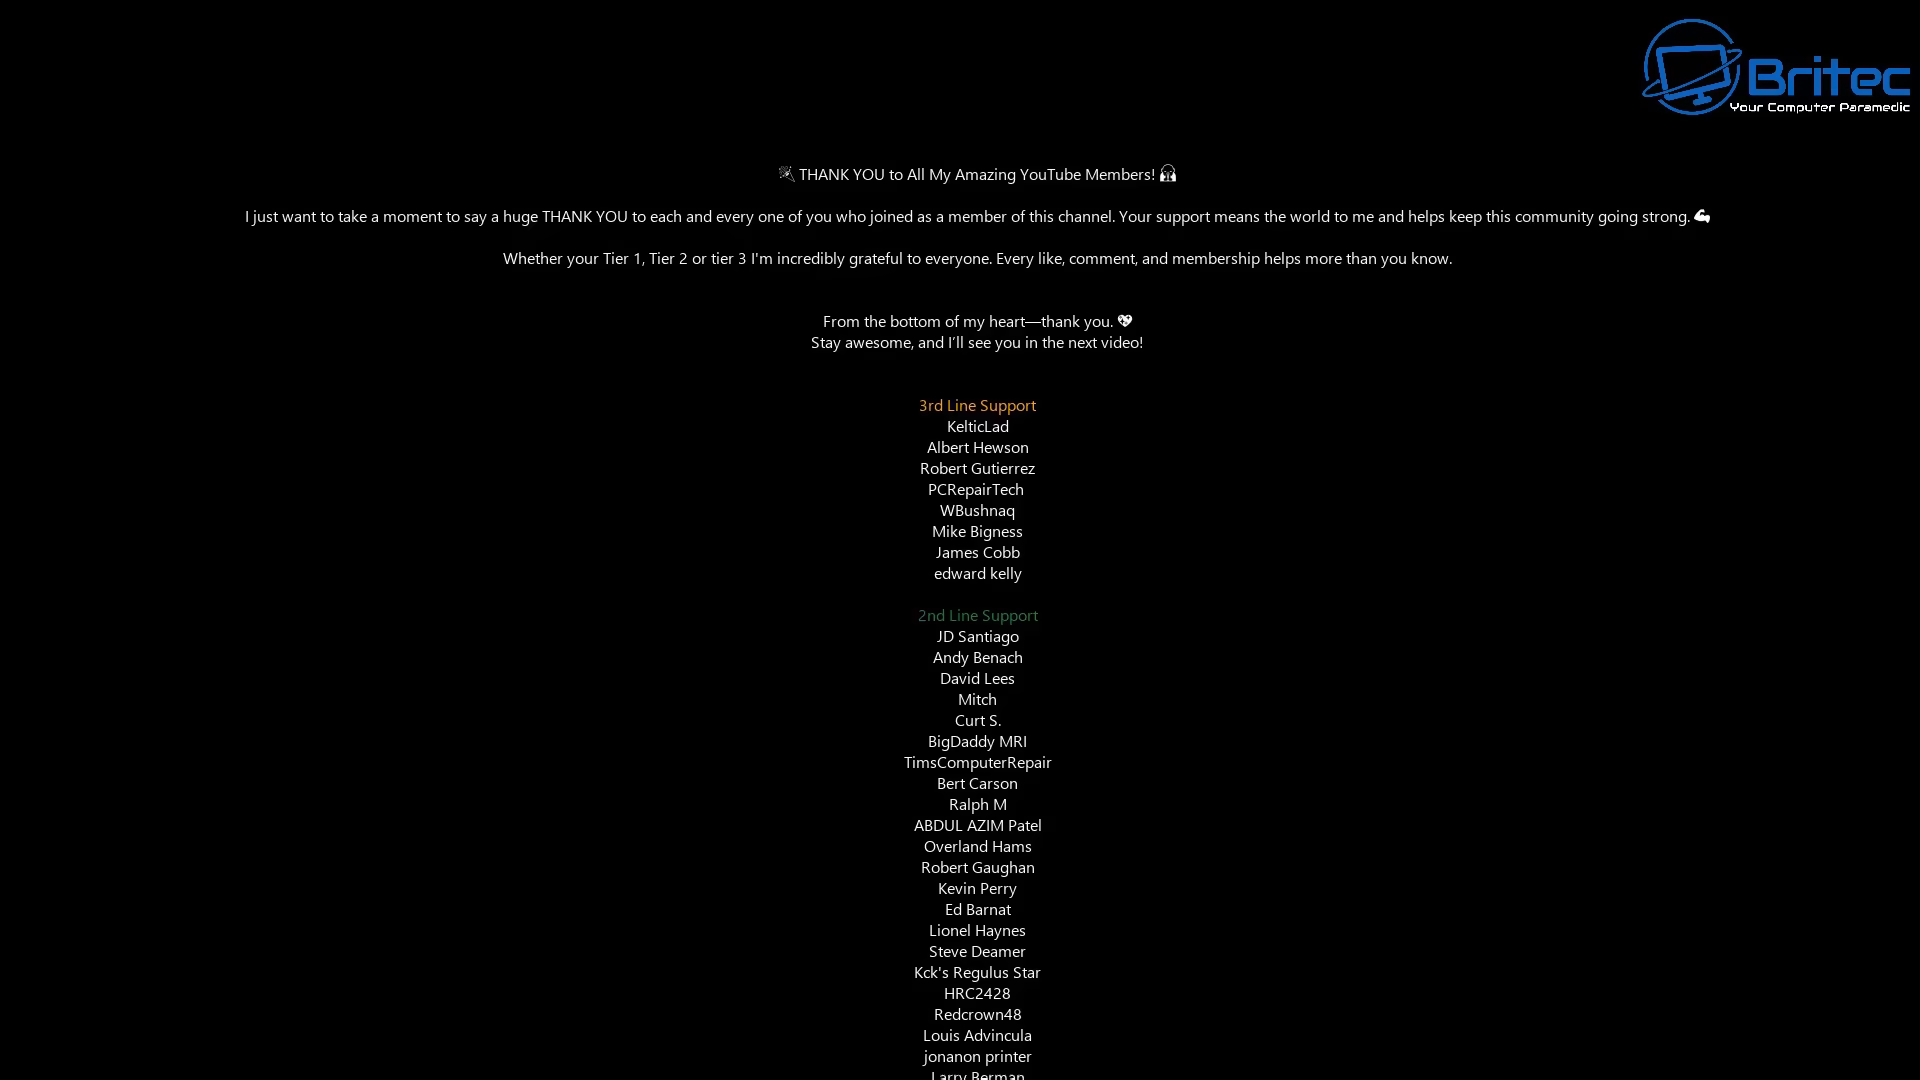 Britec
Your Computer Paramedic
🎉 THANK YOU to All My Amazing YouTube Members! 🙌
I just want to take a moment to say a huge THANK YOU to each and every one of you who joined as a member of this channel. Your support means the world to me and helps keep this community going strong. 💪
Whether your Tier 1, Tier 2 or tier 3 I'm incredibly grateful to everyone. Every like, comment, and membership helps more than you know.
From the bottom of my heart—thank you. 💖
Stay awesome, and I’ll see you in the next video!
3rd Line Support
KelticLad
Albert Hewson
Robert Gutierrez
PCRepairTech
WBushnaq
Mike Bigness
James Cobb
edward kelly
2nd Line Support
JD Santiago
Andy Benach
David Lees
Mitch
Curt S.
BigDaddy MRI
TimsComputerRepair
Bert Carson
Ralph M
ABDUL AZIM Patel
Overland Hams
Robert Gaughan
Kevin Perry
Ed Barnat
Lionel Haynes
Steve Deamer
Kck's Regulus Star
HRC2428
Redcrown48
Louis Advincula
jonanon printer
Larry Berman